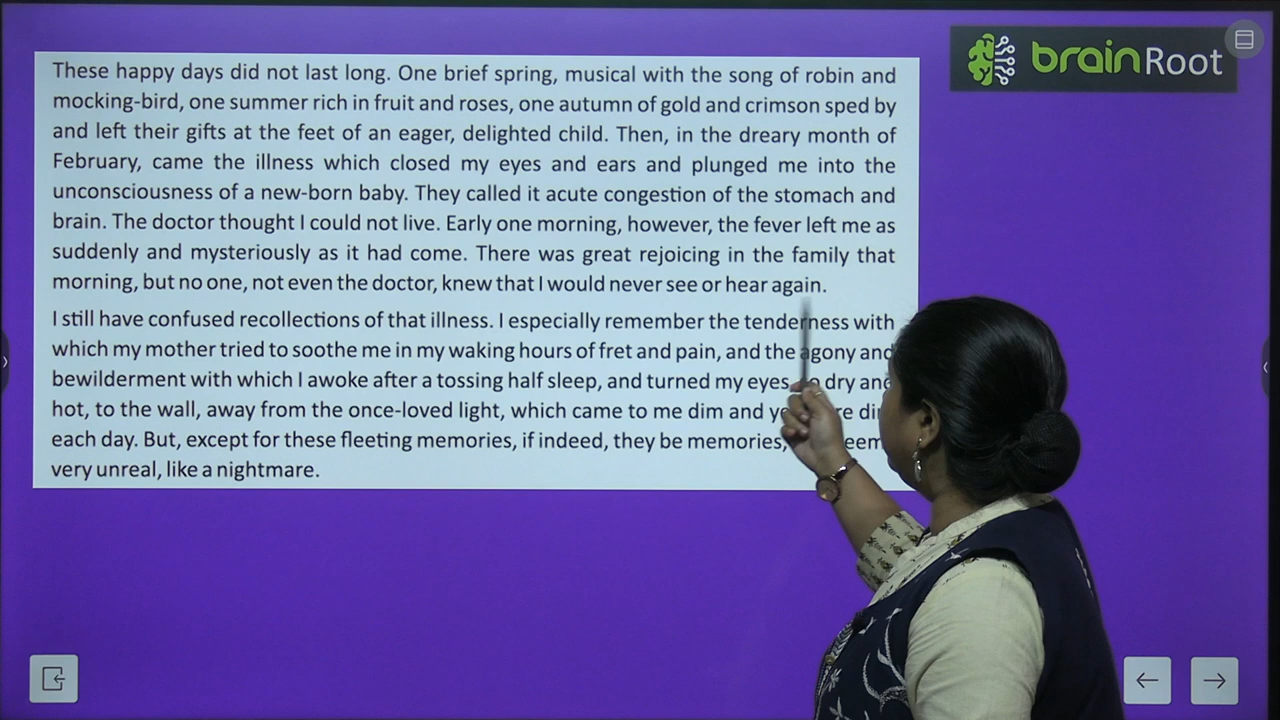 brainRoot
These happy days did not last long. One brief spring, musical with the song of robin and
mocking-bird, one summer rich in fruit and roses, one autumn of gold and crimson sped by
and left their gifts at the feet of an eager, delighted child. Then, in the dreary month of
February, came the illness which closed my eyes and ears and plunged me into the
unconsciousness of a new-born baby. They called it acute congestion of the stomach and
brain. The doctor thought I could not live. Early one morning, however, the fever left me as
suddenly and mysteriously as it had come. There was great rejoicing in the family that
morning, but no one, not even the doctor, knew that I would never see or hear again.
I still have confused recollections of that illness. I especially remember the tenderness with
which my mother tried to soothe me in my waking hours of fret and pain, and the agony and
bewilderment with which I awoke after a tossing half sleep, and turned my eyes, dry and
hot, to the wall, away from the once-loved light, which came to me dim and
each day. But, except for these fleeting memories, if indeed, they be memories,
very unreal, like a nightmare.